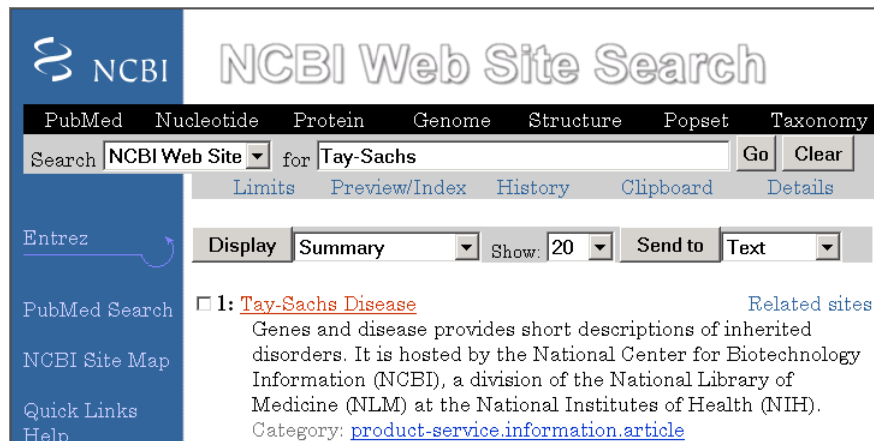 NCBI
NCBI Web Site Search
PubMed Nucleotide Protein Genome Structure Popset Taxonomy
Search NCBI Web Site for Tay-Sachs Go Clear
Limits Preview/Index History Clipboard Details
Entrez
Display Summary Show: 20 Send to Text
PubMed Search
1: Tay-Sachs Disease Related sites
Genes and disease provides short descriptions of inherited
disorders. It is hosted by the National Center for Biotechnology
NCBI Site Map
Information (NCBI), a division of the National Library of
Medicine (NLM) at the National Institutes of Health (NIH).
Quick Links
Help
Category: product-service.information.article